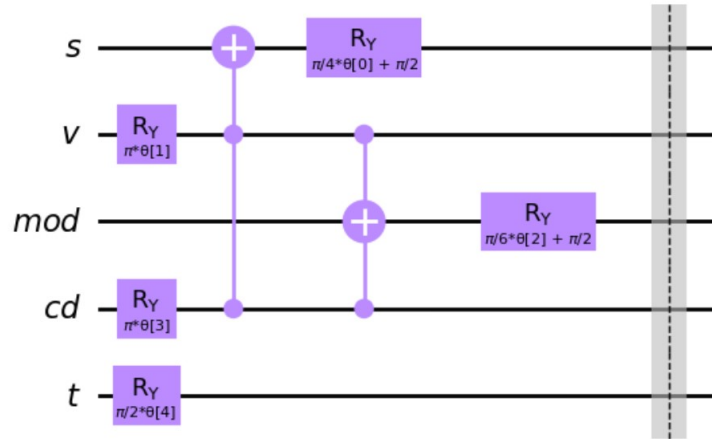 s
R_Y
π/4*θ[0] + π/2
v
R_Y
π*θ[1]
mod
R_Y
π/6*θ[2] + π/2
cd
R_Y
π*θ[3]
t
R_Y
π/2*θ[4]